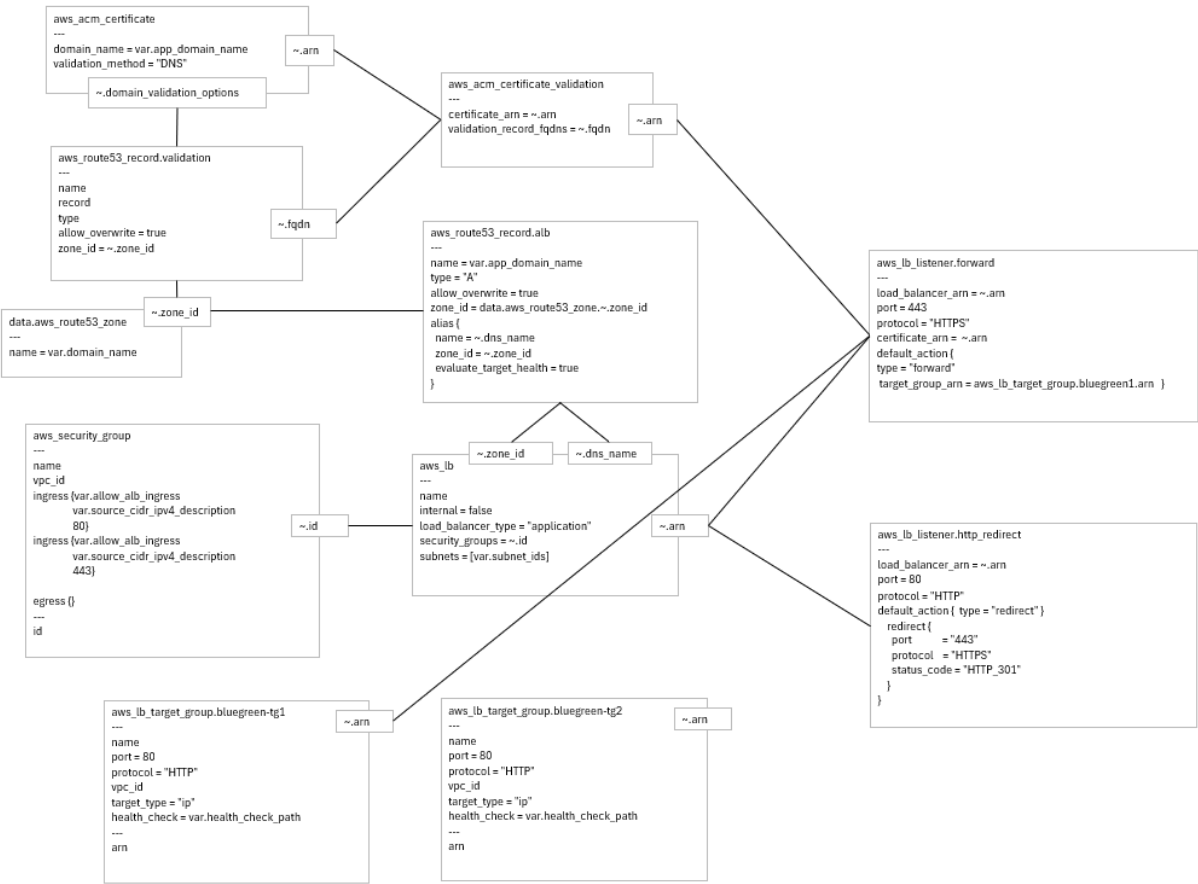 aws_acm_certificate
---
domain_name = var.app_domain_name
validation_method = "DNS"
~.arn
~.domain_validation_options
aws_acm_certificate_validation
---
certificate_arn = ~.arn
validation_record_fqdns = ~.fqdn
~.arn
aws_route53_record.validation
---
name
record
type
allow_overwrite = true
zone_id = ~.zone_id
~.fqdn
~.zone_id
data.aws_route53_zone
---
name = var.domain_name
aws_route53_record.alb
---
name = var.app_domain_name
type = "A"
allow_overwrite = true
zone_id = data.aws_route53_zone.~.zone_id
alias {
name = ~.dns_name
zone_id = ~.zone_id
evaluate_target_health = true
}
aws_lb_listener.forward
---
load_balancer_arn = ~.arn
port = 443
protocol = "HTTPS"
certificate_arn = ~.arn
default_action {
type = "forward"
target_group_arn = aws_lb_target_group.bluegreen1.arn }
aws_security_group
---
name
vpc_id
ingress {var.allow_alb_ingress
var.source_cidr_ipv4_description
80}
ingress {var.allow_alb_ingress
var.source_cidr_ipv4_description
443}
egress {}
---
id
~.id
~.zone_id
~.dns_name
aws_lb
---
name
internal = false
load_balancer_type = "application"
security_groups = ~.id
subnets = [var.subnet_ids]
~.arn
aws_lb_listener.http_redirect
---
load_balancer_arn = ~.arn
port = 80
protocol = "HTTP"
default_action { type = "redirect" }
redirect {
port = "443"
protocol = "HTTPS"
status_code = "HTTP_301"
}
}
aws_lb_target_group.bluegreen-tg1
---
name
port = 80
protocol = "HTTP"
vpc_id
target_type = "ip"
health_check = var.health_check_path
---
arn
~.arn
aws_lb_target_group.bluegreen-tg2
---
name
port = 80
protocol = "HTTP"
vpc_id
target_type = "ip"
health_check = var.health_check_path
---
arn
~.arn